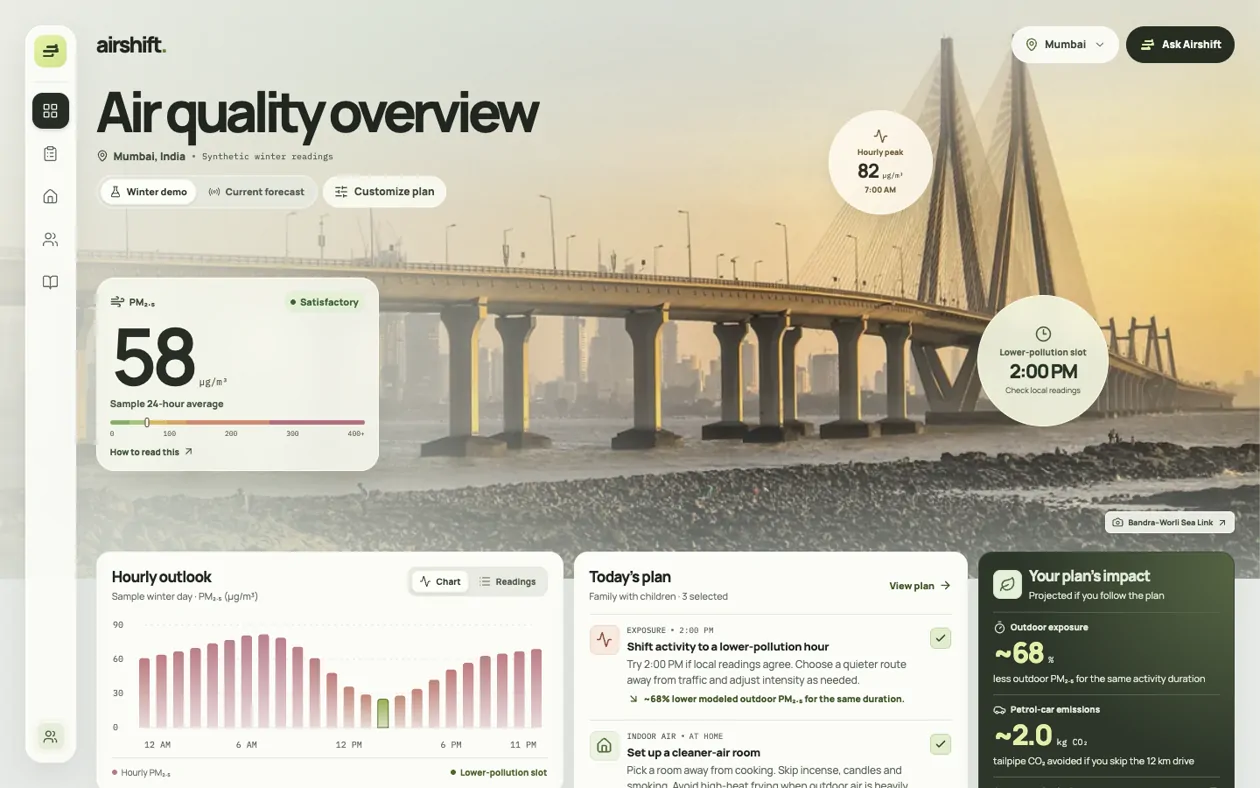 airshift.
Mumbai
Ask Airshift
Air quality overview
Mumbai, India • Synthetic winter readings
Winter demo
Current forecast
Customize plan
Hourly peak
82 µg/m³
7:00 AM
PM₂.₅
Satisfactory
58 µg/m³
Sample 24-hour average
0 100 200 300 400+
How to read this
Lower-pollution slot
2:00 PM
Check local readings
Bandra–Worli Sea Link
Hourly outlook
Sample winter day · PM₂.₅ (µg/m³)
Chart
Readings
90
60
30
0
12 AM 6 AM 12 PM 6 PM 11 PM
Hourly PM₂.₅
Lower-pollution slot
Today's plan
Family with children · 3 selected
View plan
EXPOSURE • 2:00 PM
Shift activity to a lower-pollution hour
Try 2:00 PM if local readings agree. Choose a quieter route
away from traffic and adjust intensity as needed.
~68% lower modeled outdoor PM₂.₅ for the same duration.
INDOOR AIR • AT HOME
Set up a cleaner-air room
Pick a room away from cooking. Skip incense, candles and
smoking. Avoid high-heat frying when outdoor air is heavily
Your plan's impact
Projected if you follow the plan
Outdoor exposure
~68 %
less outdoor PM₂.₅ for the same activity duration
Petrol-car emissions
~2.0 kg CO₂
tailpipe CO₂ avoided if you skip the 12 km drive